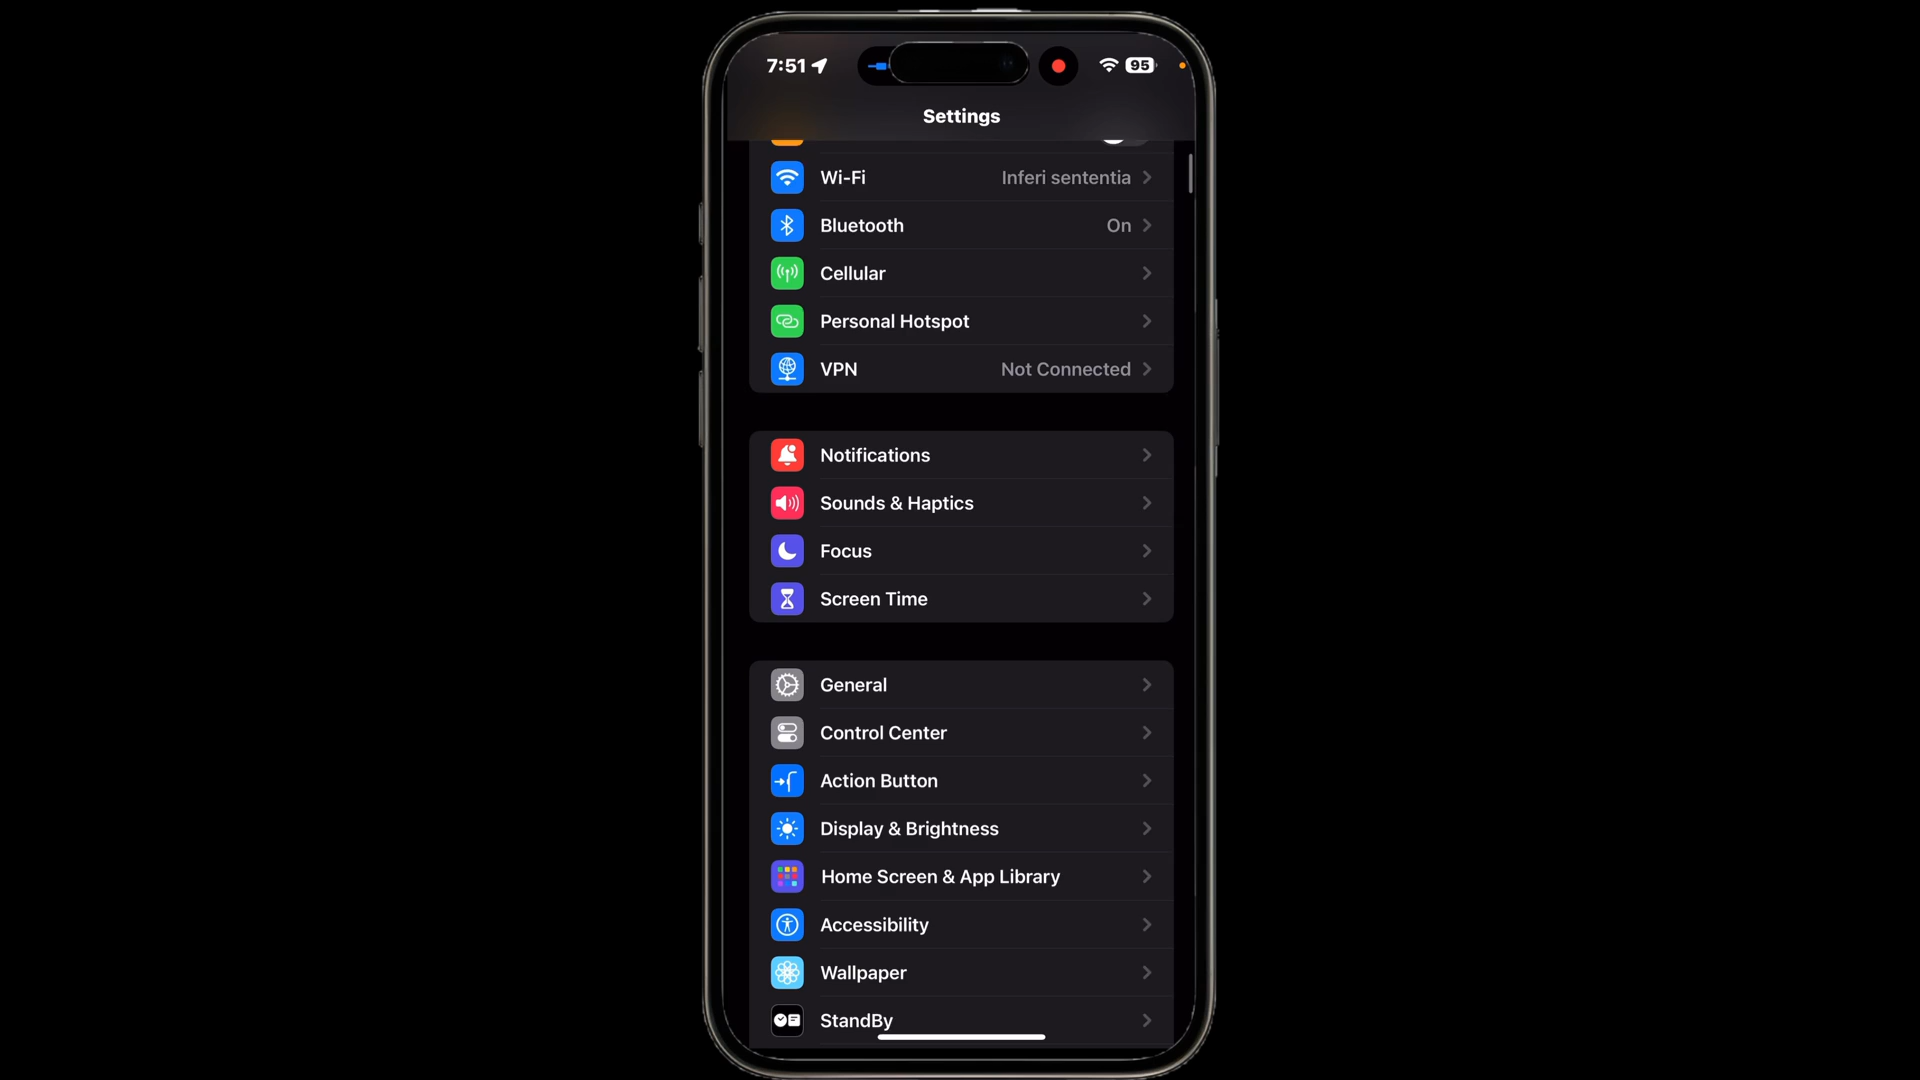 7:51
95
Settings
Wi-Fi Inferi sententia
Bluetooth On
Cellular
Personal Hotspot
VPN Not Connected
Notifications
Sounds & Haptics
Focus
Screen Time
General
Control Center
Action Button
Display & Brightness
Home Screen & App Library
Accessibility
Wallpaper
StandBy